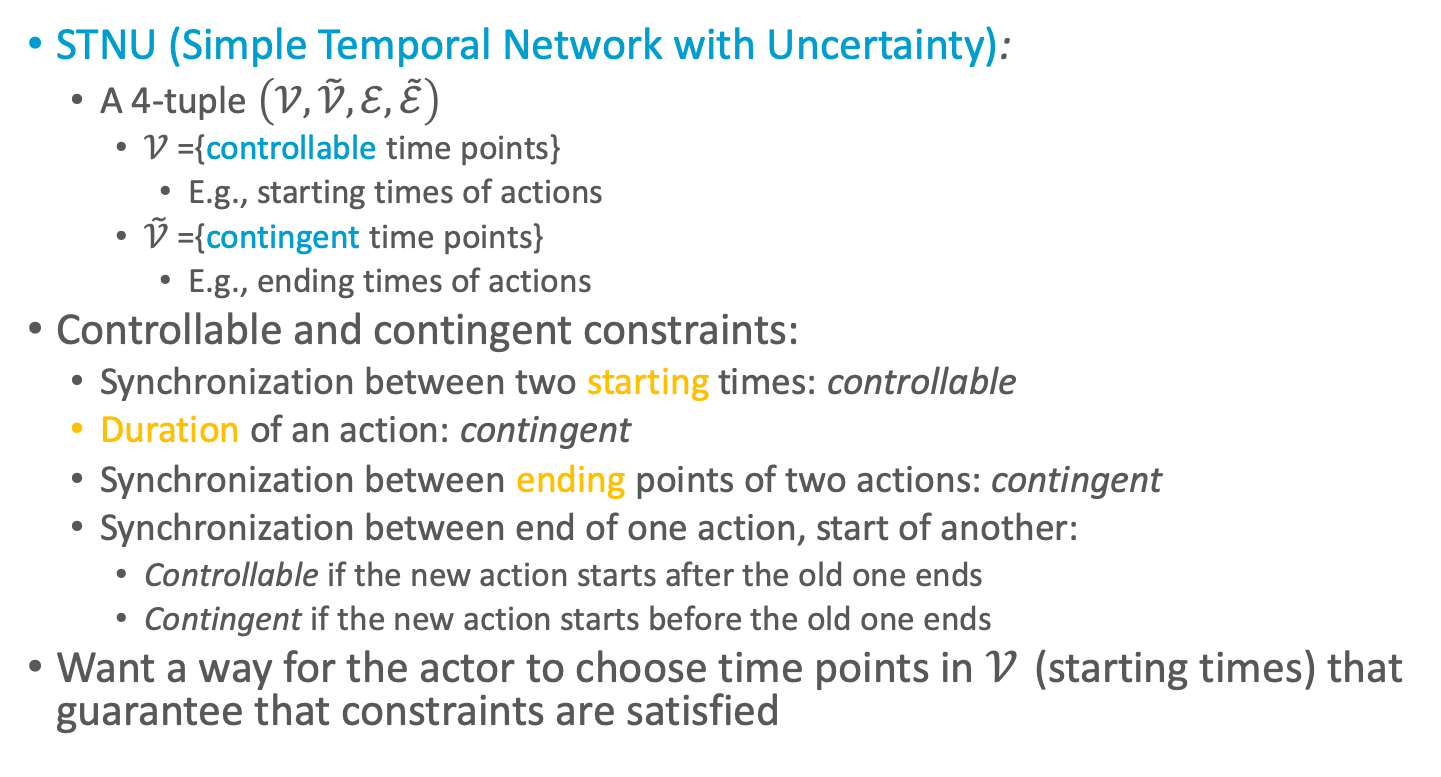 • STNU (Simple Temporal Network with Uncertainty):
• A 4-tuple (𝒱, 𝒱̃, ℰ, ℰ̃)
• 𝒱 ={controllable time points}
• E.g., starting times of actions
• 𝒱̃ ={contingent time points}
• E.g., ending times of actions
• Controllable and contingent constraints:
• Synchronization between two starting times: controllable
• Duration of an action: contingent
• Synchronization between ending points of two actions: contingent
• Synchronization between end of one action, start of another:
• Controllable if the new action starts after the old one ends
• Contingent if the new action starts before the old one ends
• Want a way for the actor to choose time points in 𝒱 (starting times) that
guarantee that constraints are satisfied